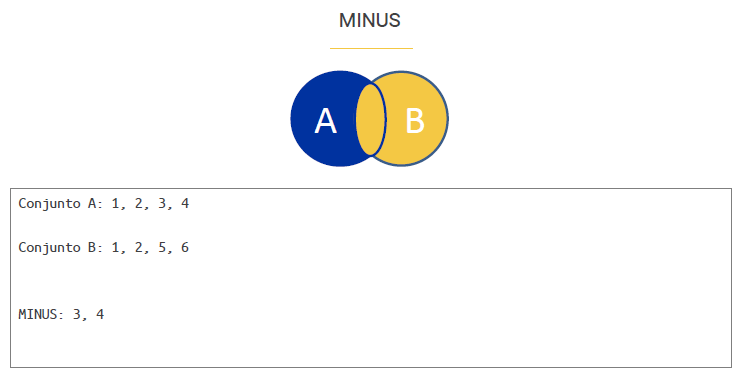 MINUS
A B
Conjunto A: 1, 2, 3, 4
Conjunto B: 1, 2, 5, 6
MINUS: 3, 4